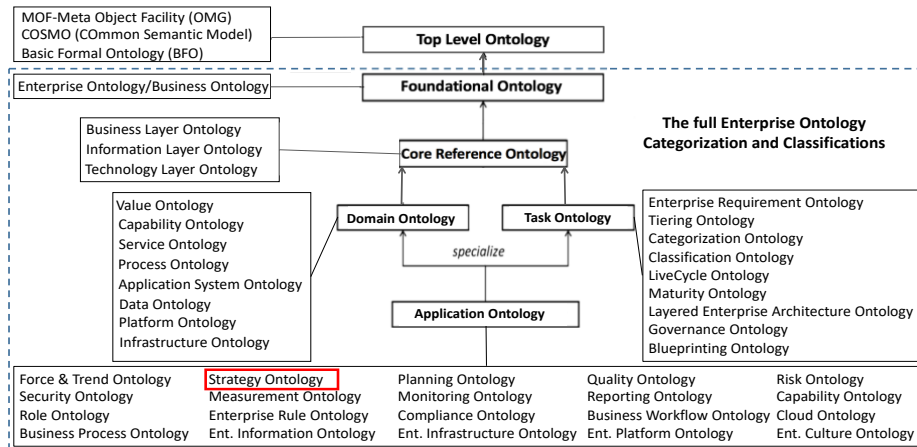 MOF-Meta Object Facility (OMG)
COSMO (COmmon Semantic Model)
Basic Formal Ontology (BFO)
Top Level Ontology
Enterprise Ontology/Business Ontology
Foundational Ontology
The full Enterprise Ontology
Categorization and Classifications
Business Layer Ontology
Information Layer Ontology
Technology Layer Ontology
Core Reference Ontology
Value Ontology
Capability Ontology
Service Ontology
Process Ontology
Application System Ontology
Data Ontology
Platform Ontology
Infrastructure Ontology
Domain Ontology
Task Ontology
specialize
Enterprise Requirement Ontology
Tiering Ontology
Categorization Ontology
Classification Ontology
LiveCycle Ontology
Maturity Ontology
Layered Enterprise Architecture Ontology
Governance Ontology
Blueprinting Ontology
Application Ontology
Force & Trend Ontology Strategy Ontology Planning Ontology Quality Ontology Risk Ontology
Security Ontology Measurement Ontology Monitoring Ontology Reporting Ontology Capability Ontology
Role Ontology Enterprise Rule Ontology Compliance Ontology Business Workflow Ontology Cloud Ontology
Business Process Ontology Ent. Information Ontology Ent. Infrastructure Ontology Ent. Platform Ontology Ent. Culture Ontology